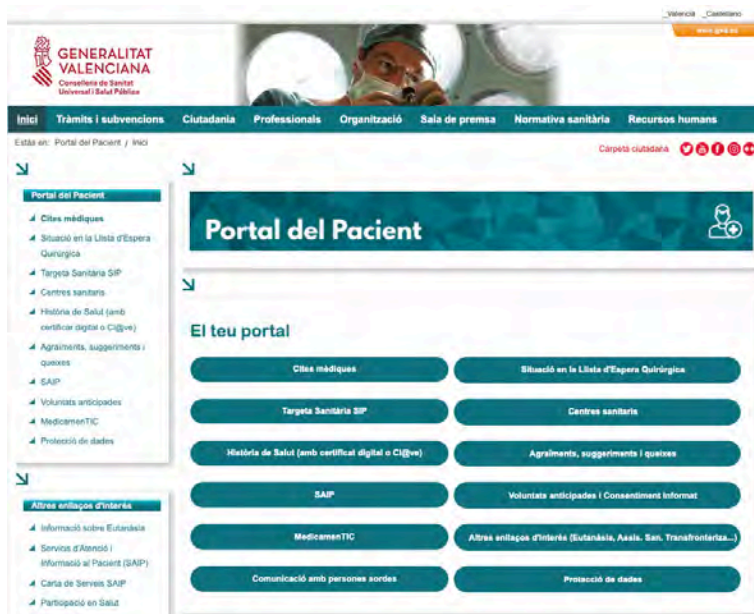 _Valencià _Castellano
www.gva.es
GENERALITAT
VALENCIANA
Conselleria de Sanitat
Universal i Salut Pública
Inici Tràmits i subvencions Ciutadania Professionals Organització Sala de premsa Normativa sanitària Recursos humans
Estàs en: Portal del Pacient / Inici
Carpeta ciutadana
Portal del Pacient
Cites mèdiques
Situació en la Llista d'Espera
Quirúrgica
Targeta Sanitària SIP
Centres sanitaris
Història de Salut (amb
certificar digital o Cl@ve)
Agraïments, suggeriments i
queixes
SAIP
Voluntats anticipades
MedicamenTIC
Protecció de dades
Altres enllaços d'interés
Informació sobre Eutanàsia
Servicis d'Atenció i
Informació al Pacient (SAIP)
Carta de Serveis SAIP
Participació en Salut
Portal del Pacient
El teu portal
Cites mèdiques
Situació en la Llista d'Espera Quirúrgica
Targeta Sanitària SIP
Centres sanitaris
Història de Salut (amb certificat digital o Cl@ve)
Agraïments, suggeriments i queixes
SAIP
Voluntats anticipades i Consentiment Informat
MedicamenTIC
Altres enllaços d'interés (Eutanàsia, Assis. San. Transfronteriza...)
Comunicació amb persones sordes
Protecció de dades